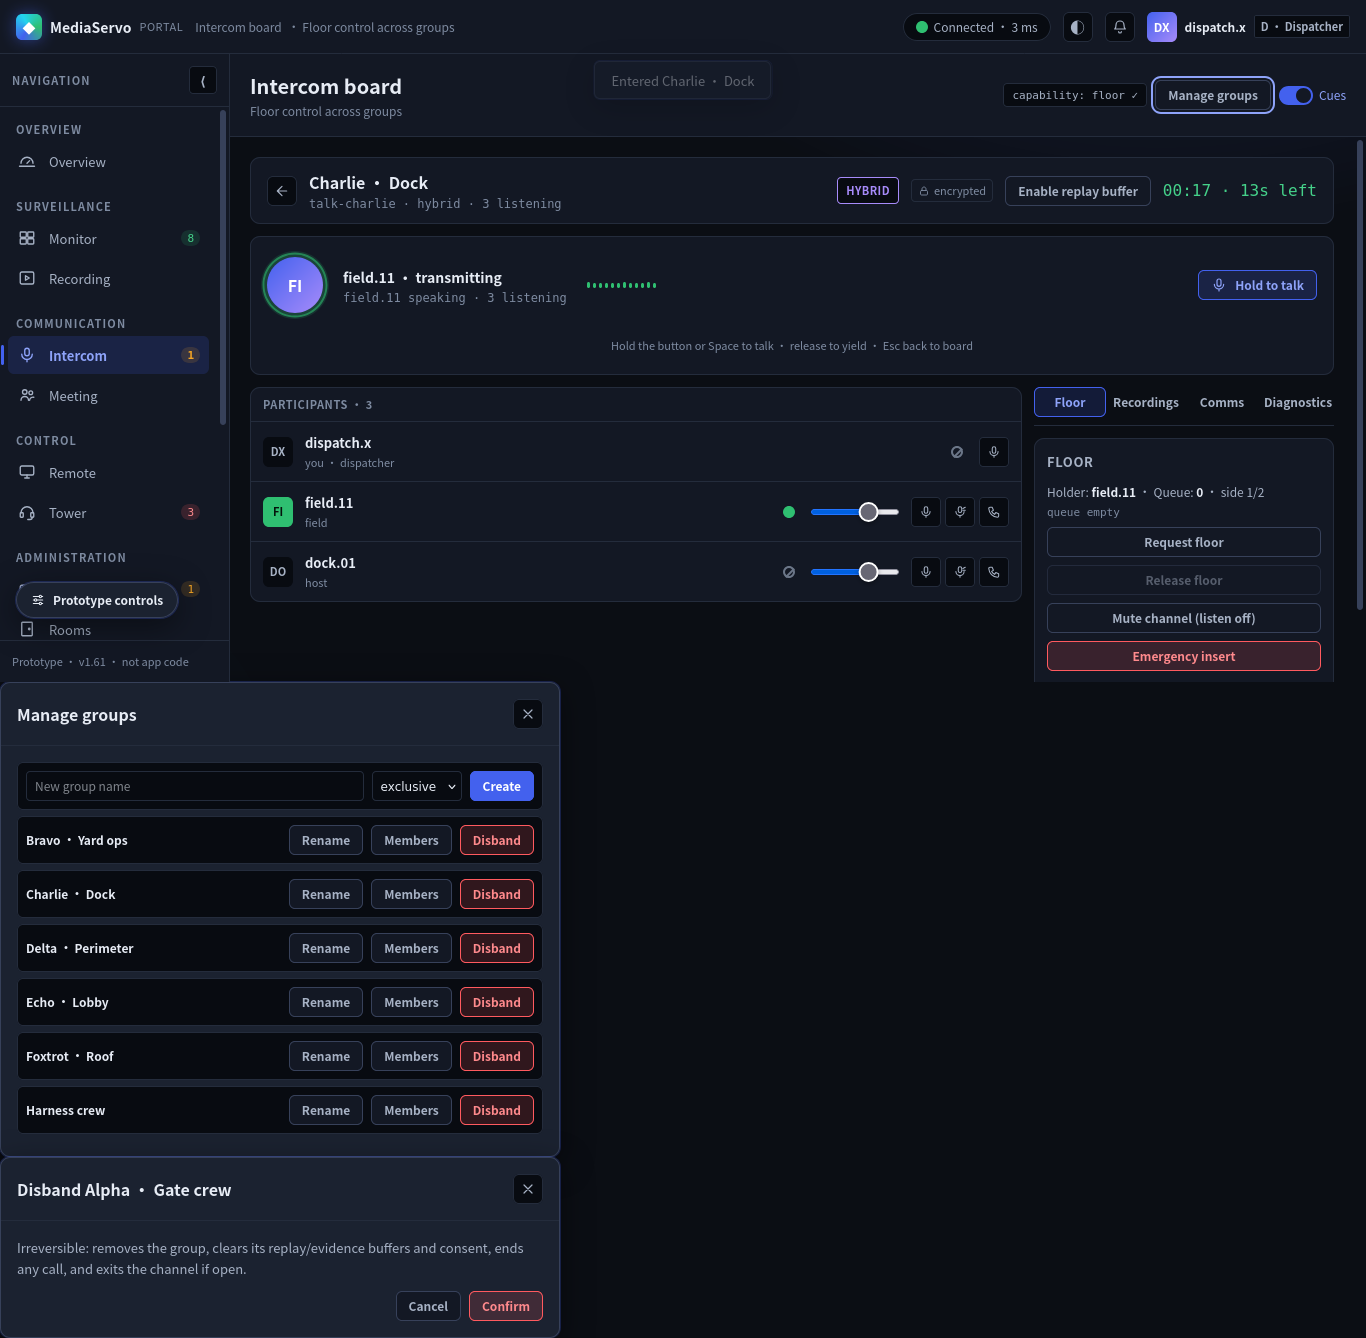 MediaServo PORTAL Intercom board • Floor control across groups
Connected • 3 ms
DX dispatch.x D • Dispatcher
NAVIGATION
OVERVIEW
Overview
SURVEILLANCE
Monitor 8
Recording
COMMUNICATION
Intercom 1
Meeting
CONTROL
Remote
Tower 3
ADMINISTRATION
1
Prototype controls
Rooms
Prototype • v1.61 • not app code
Intercom board
Floor control across groups
Entered Charlie • Dock
capability: floor ✓ Manage groups Cues
Charlie • Dock
talk-charlie · hybrid · 3 listening
HYBRID encrypted Enable replay buffer 00:17 · 13s left
FI field.11 • transmitting
field.11 speaking · 3 listening
Hold to talk
Hold the button or Space to talk • release to yield • Esc back to board
PARTICIPANTS • 3
DX dispatch.x
you • dispatcher
FI field.11
field
DO dock.01
host
Floor Recordings Comms Diagnostics
FLOOR
Holder: field.11 • Queue: 0 • side 1/2
queue empty
Request floor
Release floor
Mute channel (listen off)
Emergency insert
Manage groups
New group name exclusive Create
Bravo • Yard ops Rename Members Disband
Charlie • Dock Rename Members Disband
Delta • Perimeter Rename Members Disband
Echo • Lobby Rename Members Disband
Foxtrot • Roof Rename Members Disband
Harness crew Rename Members Disband
Disband Alpha • Gate crew
Irreversible: removes the group, clears its replay/evidence buffers and consent, ends
any call, and exits the channel if open.
Cancel Confirm